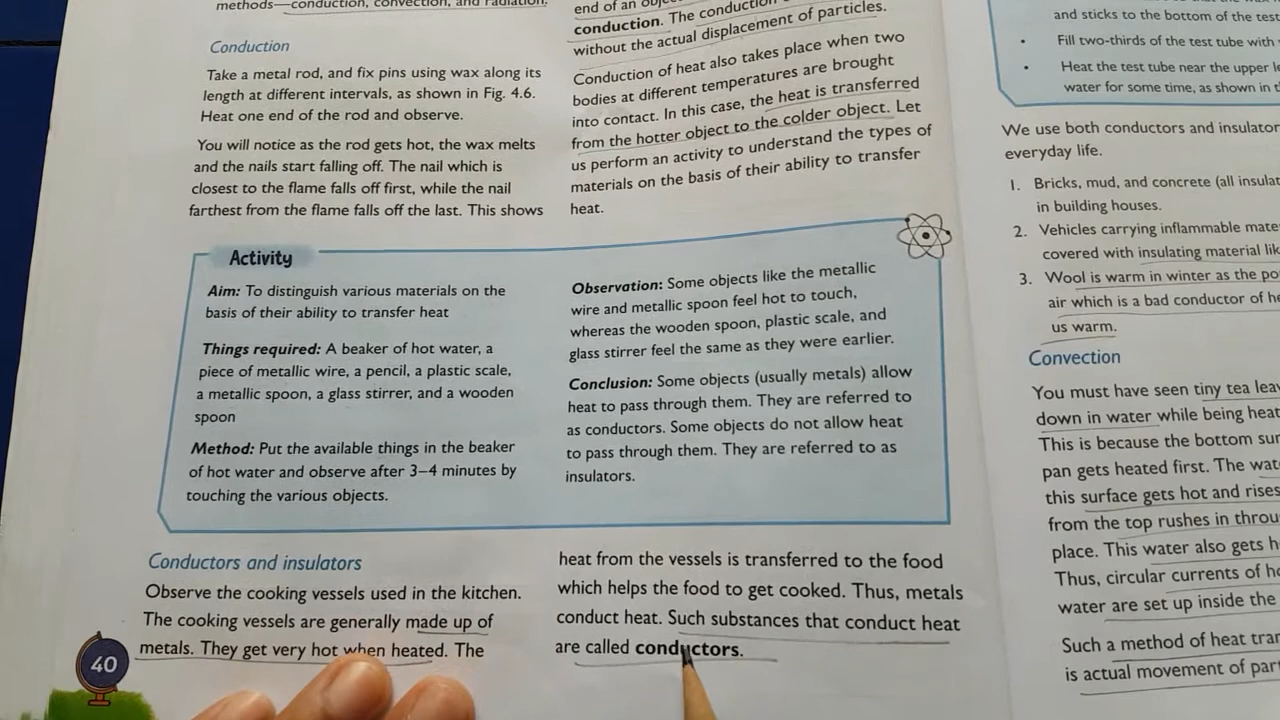 methods—conduction, convection, and radiation.
Conduction
Take a metal rod, and fix pins using wax along its
length at different intervals, as shown in Fig. 4.6.
Heat one end of the rod and observe.
You will notice as the rod gets hot, the wax melts
and the nails start falling off. The nail which is
closest to the flame falls off first, while the nail
farthest from the flame falls off the last. This shows
end of an
conduction. The conduction
without the actual displacement of particles.
Conduction of heat also takes place when two
bodies at different temperatures are brought
into contact. In this case, the heat is transferred
from the hotter object to the colder object. Let
us perform an activity to understand the types of
materials on the basis of their ability to transfer
heat.
Activity
Aim: To distinguish various materials on the
basis of their ability to transfer heat
Things required: A beaker of hot water, a
piece of metallic wire, a pencil, a plastic scale,
a metallic spoon, a glass stirrer, and a wooden
spoon
Method: Put the available things in the beaker
of hot water and observe after 3–4 minutes by
touching the various objects.
Observation: Some objects like the metallic
wire and metallic spoon feel hot to touch,
whereas the wooden spoon, plastic scale, and
glass stirrer feel the same as they were earlier.
Conclusion: Some objects (usually metals) allow
heat to pass through them. They are referred to
as conductors. Some objects do not allow heat
to pass through them. They are referred to as
insulators.
Conductors and insulators
Observe the cooking vessels used in the kitchen.
The cooking vessels are generally made up of
metals. They get very hot when heated. The
40
heat from the vessels is transferred to the food
which helps the food to get cooked. Thus, metals
conduct heat. Such substances that conduct heat
are called conductors.
and sticks to the bottom of the test
• Fill two-thirds of the test tube with
• Heat the test tube near the upper
water for some time, as shown in
We use both conductors and
everyday life.
1. Bricks, mud, and concrete (all
in building houses.
2. Vehicles carrying inflammable
covered with insulating material
3. Wool is warm in winter as the
air which is a bad conductor of
us warm.
Convection
You must have seen tiny tea
down in water while being
This is because the bottom
pan gets heated first. The
this surface gets hot and rises
from the top rushes in
place. This water also gets
Thus, circular currents of
water are set up inside the
Such a method of heat
is actual movement of